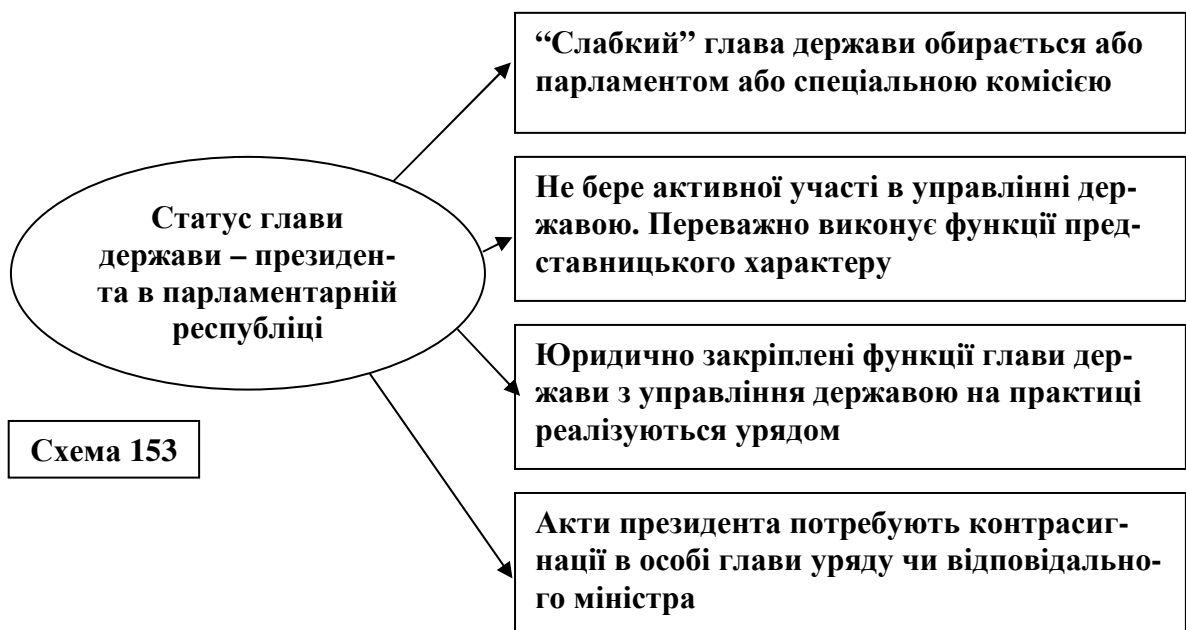 “Слабкий” глава держави обирається або
парламентом або спеціальною комісією
Статус глави
держави – президен-
та в парламентарній
республіці
Не бере активної участі в управлінні дер-
жавою. Переважно виконує функції пред-
ставницького характеру
Юридично закріплені функції глави дер-
жави з управління державою на практиці
реалізуються урядом
Схема 153
Акти президента потребують контрасиг-
нації в особі глави уряду чи відповідально-
го міністра